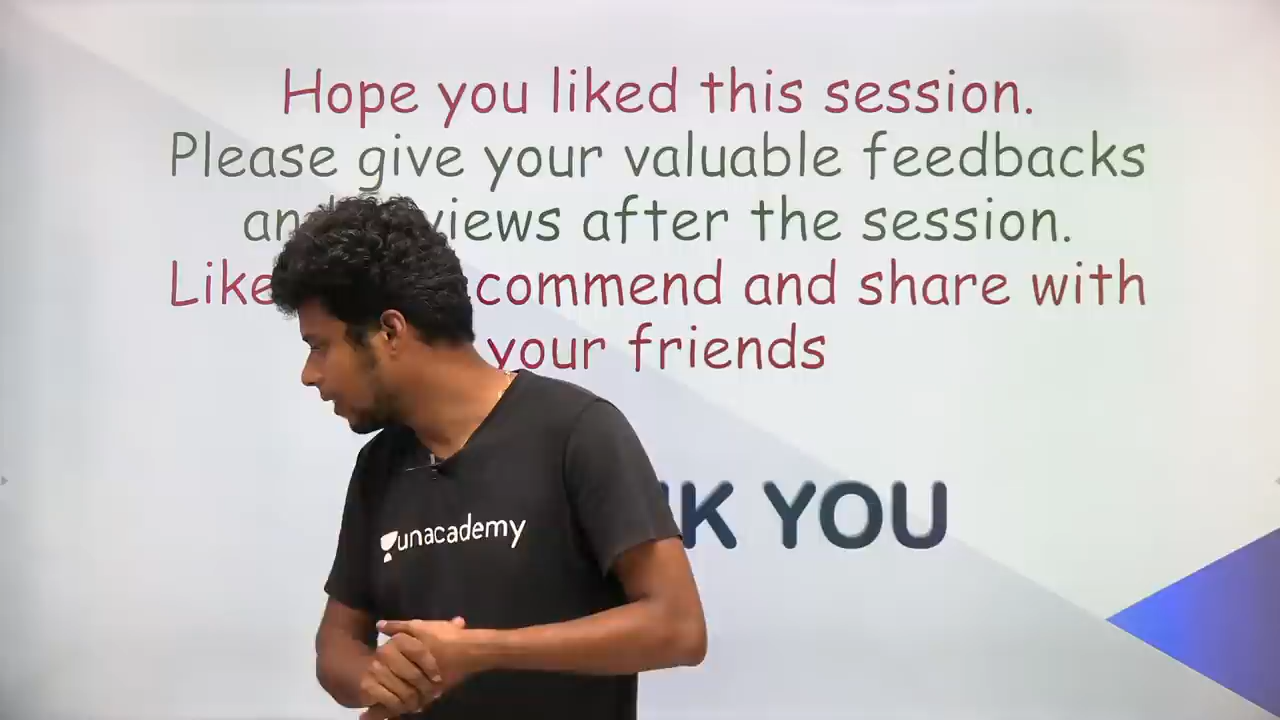 Hope you liked this session.
Please give your valuable feedbacks
after the session.
commend and share with
your friends
YOU
unacademy